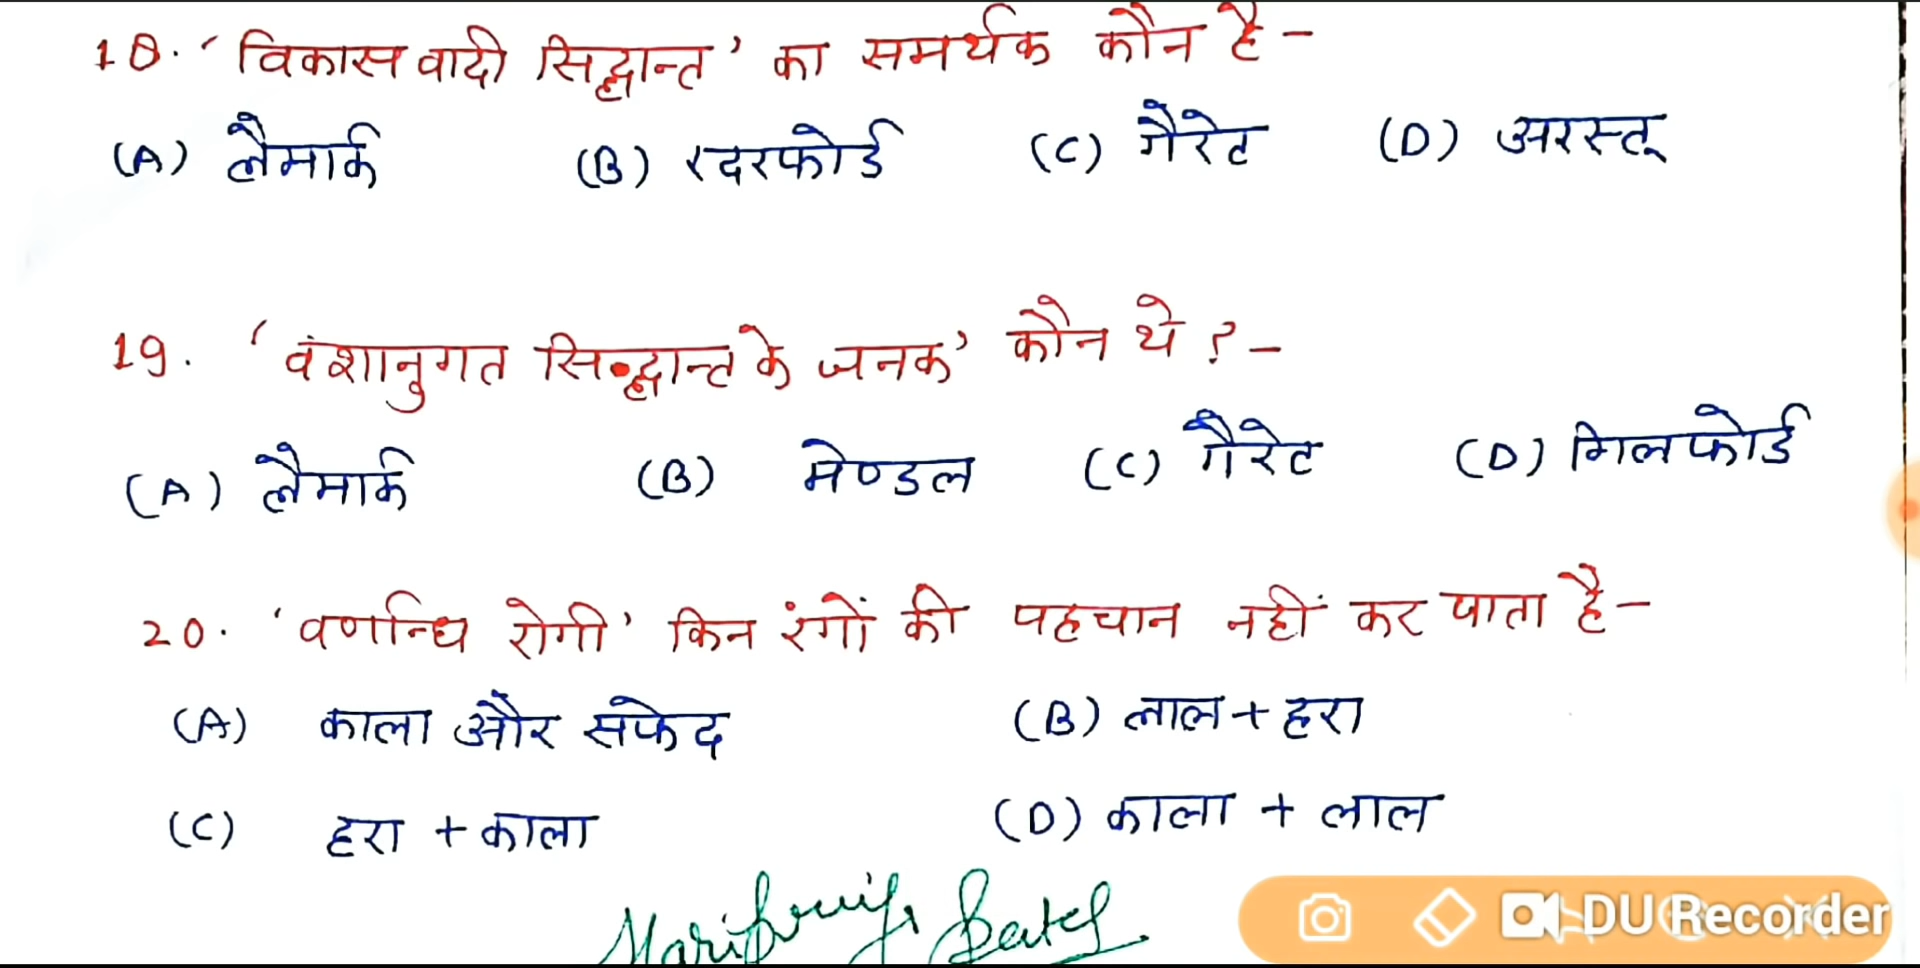 18. ‘विकासवादी सिद्धान्त’ का समर्थक कौन है -
(A) लैमार्क (B) रदरफोर्ड (C) गैरेट (D) अरस्तू
19. ‘वंशानुगत सिद्धान्त के जनक’ कौन थे ? -
(A) लैमार्क (B) मेण्डल (C) गैरेट (D) गिलफोर्ड
20. ‘वर्णान्ध रोगी’ किन रंगों की पहचान नहीं कर पाता है -
(A) काला और सफेद (B) लाल + हरा
(C) हरा + काला (D) काला + लाल
DU Recorder